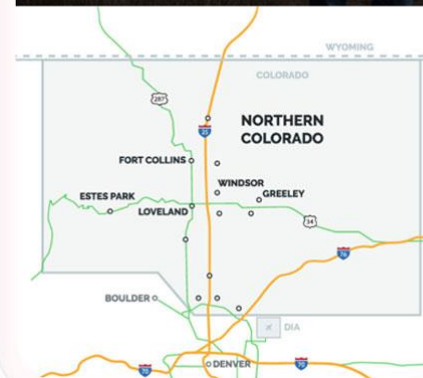 WYOMING
COLORADO
287
25
NORTHERN
COLORADO
FORT COLLINS
WINDSOR
GREELEY
ESTES PARK
LOVELAND
34
76
BOULDER
DIA
DENVER
70
70